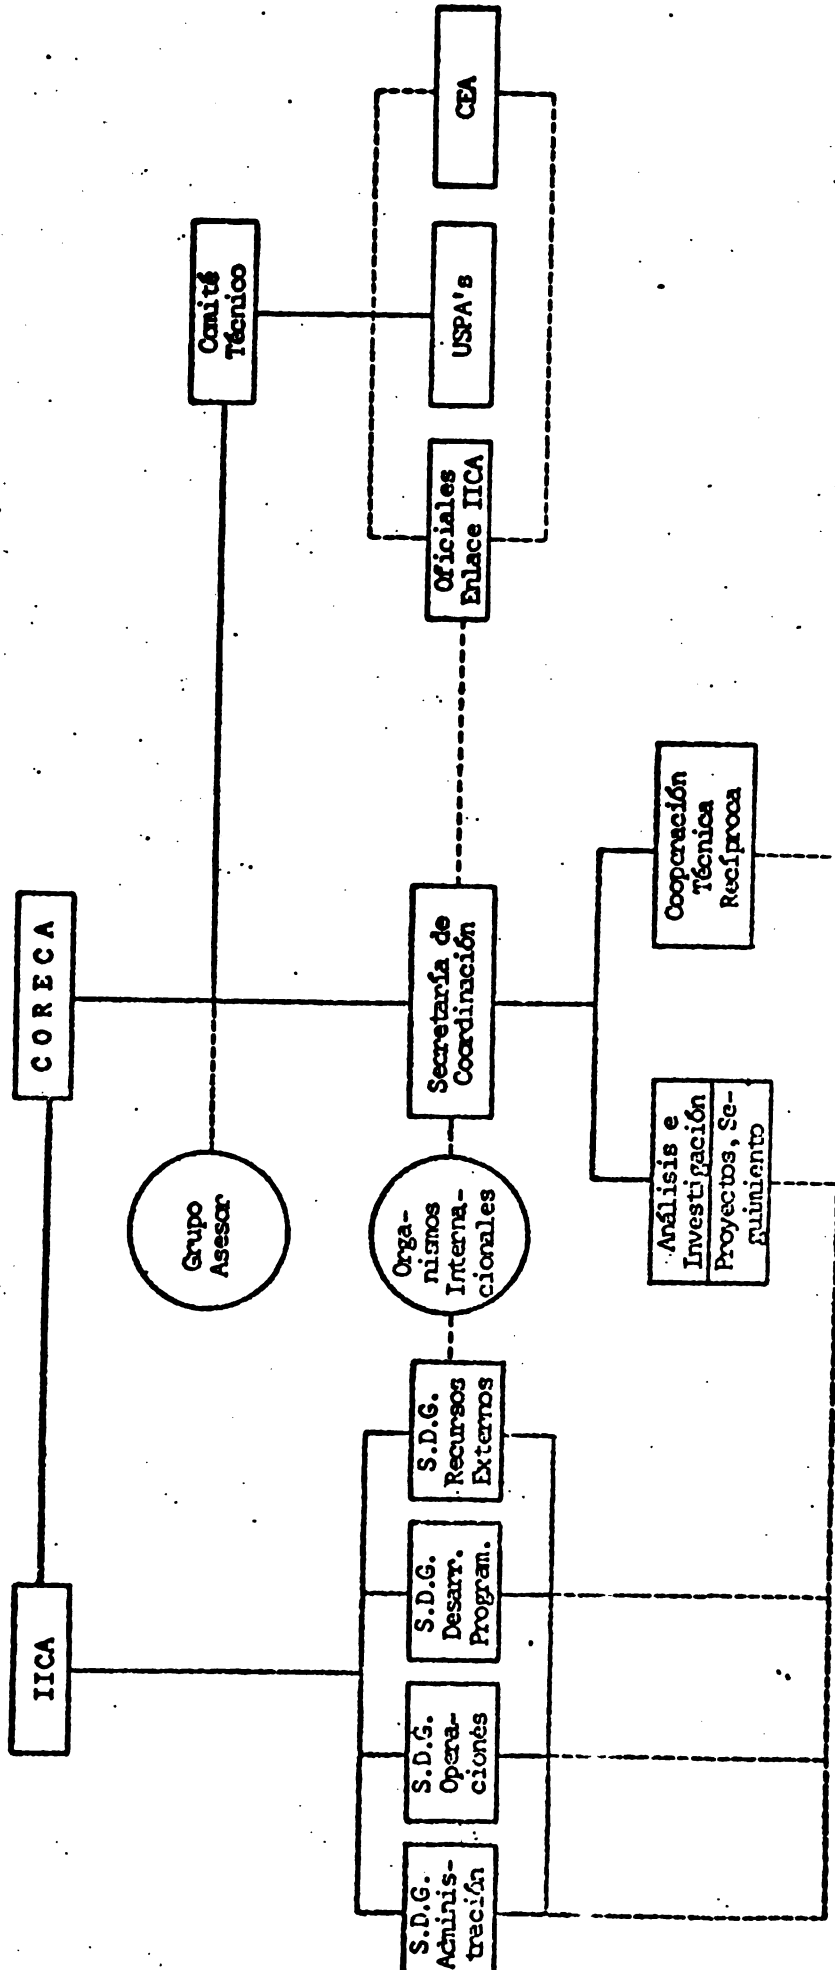 IICA
C O R E C A
Comité
Técnico
Grupo
Asesor
S.D.G.
Adminis-
tración
S.D.G.
Opera-
ciones
S.D.G.
Desarr.
Program.
S.D.G.
Recursos
Externos
Orga-
nismos
Interna-
cionales
Secretaría de
Coordinación
Oficiales
Enlace IICA
USPA's
CEA
Análisis e
Investigación
Proyectos, Se-
guimiento
Cooperación
Técnica
Recíproca